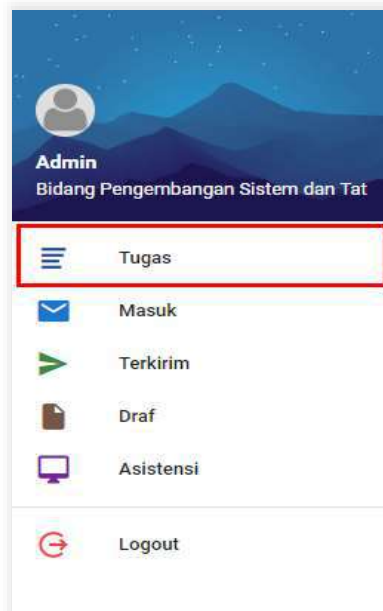 Admin
Bidang Pengembangan Sistem dan Tat
Tugas
Masuk
Terkirim
Draf
Asistensi
Logout